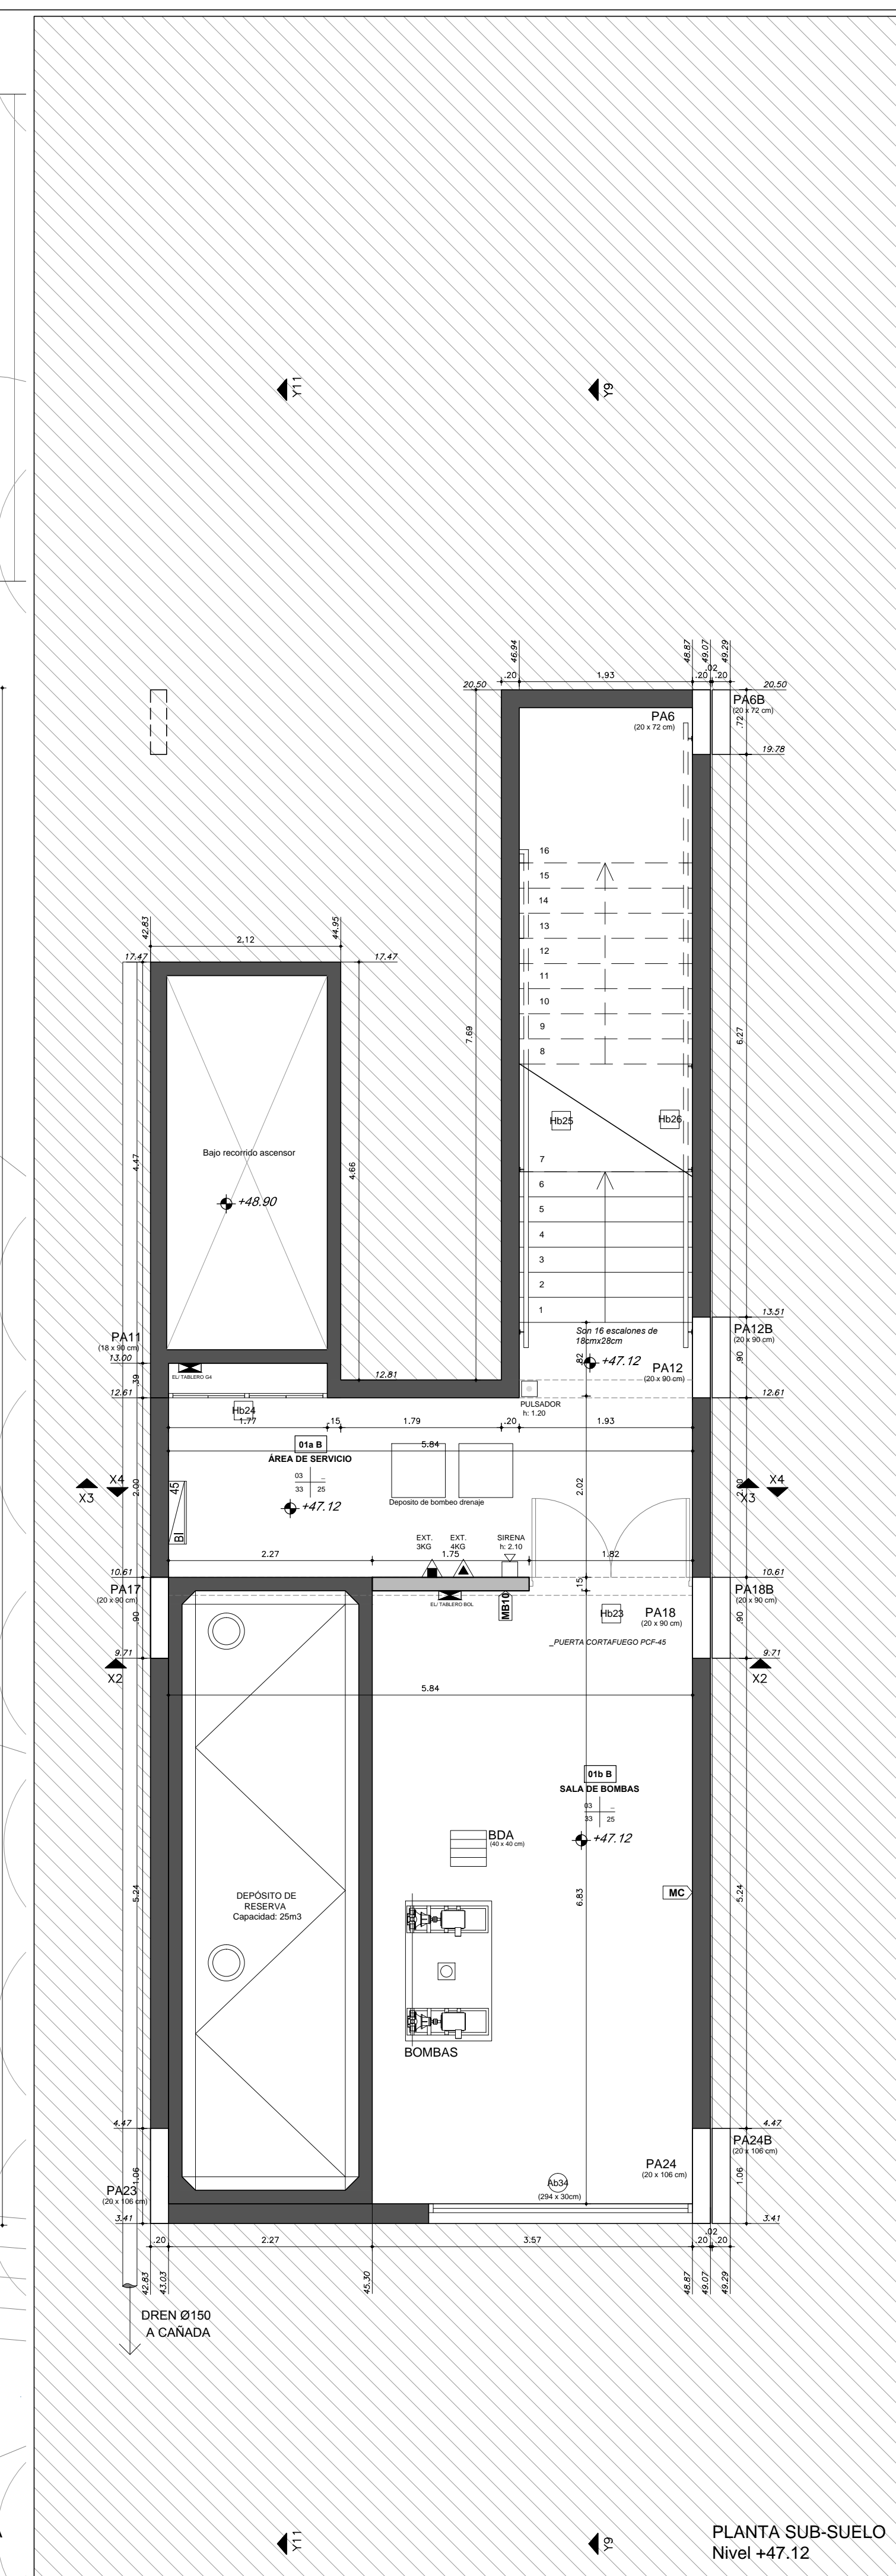 Y11
Y9
46.94
48.87
49.07
49.29
.20
1.93
.20
.02
.20
20.50
20.50
PA6
(20 x 72 cm)
PA6B
(20 x 72 cm)
.72
19.78
16
15
14
13
12
11
10
9
8
42.83
44.95
2.12
17.47
17.47
7.69
6.27
Hb25
Hb26
Bajo recorrido ascensor
4.47
4.66
+48.90
7
6
5
4
3
2
1
13.51
Son 16 escalones de
18cmx28cm
PA11
(18 x 90 cm)
13.00
.39
EL/ TABLERO G4
12.81
.82
+47.12
PA12
(20 x 90 cm)
PA12B
(20 x 90 cm)
.90
12.61
12.61
PULSADOR
h: 1.20
Hb24
1.77
.15
1.79
.20
1.93
01a B
5.84
ÁREA DE SERVICIO
03
_
33
25
+47.12
Deposito de bombeo drenaje
2.02
X3
X4
2.00
45
BI
2.00
X3
X4
EXT.
3KG
EXT.
4KG
SIRENA
h: 2.10
2.27
1.75
1.82
10.61
10.61
.15
PA17
(20 x 90 cm)
.90
EL/ TABLERO BOL
MB10
Hb23
PA18
(20 x 90 cm)
PA18B
(20 x 90 cm)
.90
_PUERTA CORTAFUEGO PCF-45
9.71
9.71
X2
X2
5.84
01b B
SALA DE BOMBAS
03
_
33
25
+47.12
BDA
(40 x 40 cm)
MC
DEPÓSITO DE
RESERVA
Capacidad: 25m3
5.24
6.83
5.24
BOMBAS
4.47
4.47
PA23
(20 x 106 cm)
1.06
Ab34
(294 x 30cm)
PA24
(20 x 106 cm)
PA24B
(20 x 106 cm)
1.06
3.41
3.41
.20
2.27
3.57
.20
.02
.20
42.83
43.03
45.30
48.87
49.07
49.29
DREN Ø150
A CAÑADA
Y11
Y9
PLANTA SUB-SUELO
Nivel +47.12